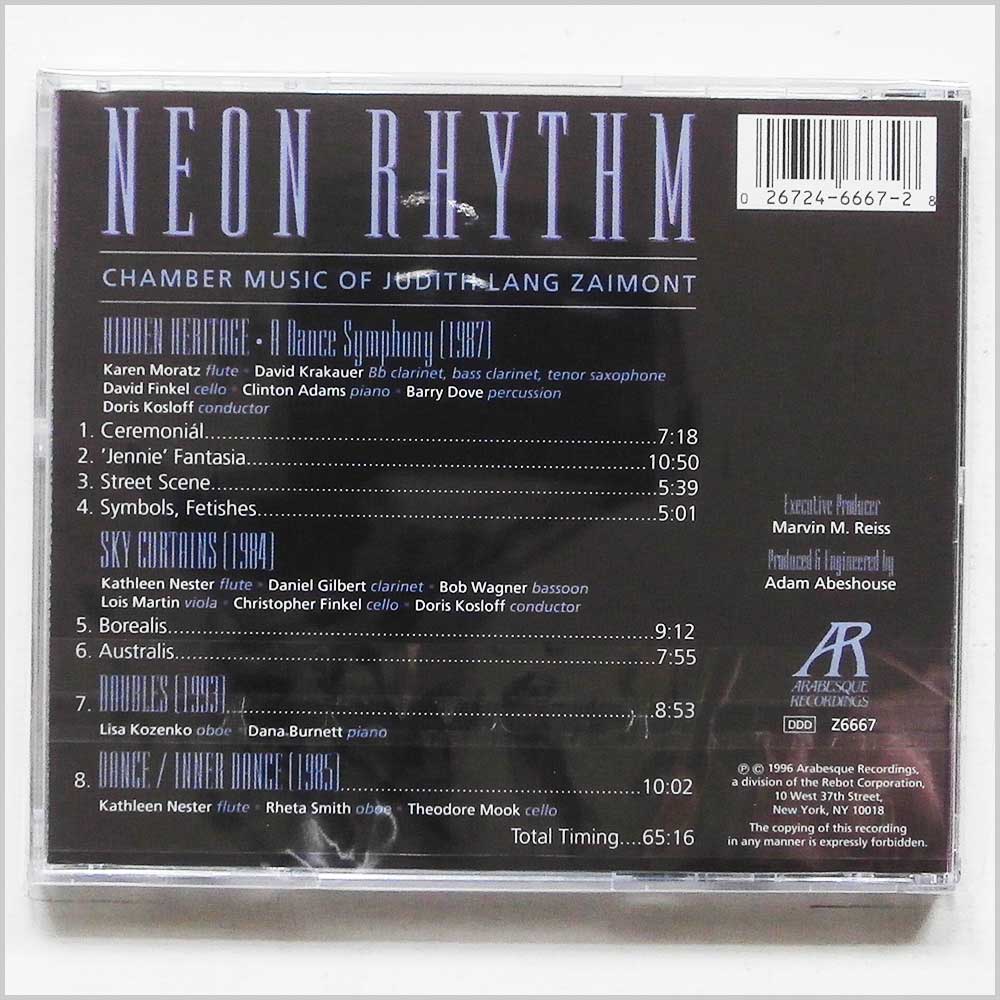 NEON RHYTHM
0 26724-6667-2 8
CHAMBER MUSIC OF JUDITH LANG ZAIMONT
HIDDEN HERITAGE • A Dance Symphony (1987)
Karen Moratz flute • David Krakauer Bb clarinet, bass clarinet, tenor saxophone
David Finkel cello • Clinton Adams piano • Barry Dove percussion
Doris Kosloff conductor
1. Ceremoniál....7:18
2. 'Jennie' Fantasia....10:50
3. Street Scene....5:39
4. Symbols, Fetishes....5:01
SKY CURTAINS (1984)
Kathleen Nester flute • Daniel Gilbert clarinet • Bob Wagner bassoon
Lois Martin viola • Christopher Finkel cello • Doris Kosloff conductor
5. Borealis....9:12
6. Australis....7:55
7. DOUBLES (1993)....8:53
Lisa Kozenko oboe • Dana Burnett piano
8. DANCE / INNER DANCE (1985)....10:02
Kathleen Nester flute • Rheta Smith oboe • Theodore Mook cello
Total Timing....65:16
Executive Producer
Marvin M. Reiss
Produced & Engineered by
Adam Abeshouse
AR
ARABESQUE
RECORDINGS
DDD Z6667
℗ © 1996 Arabesque Recordings,
a division of the Rebot Corporation,
10 West 37th Street,
New York, NY 10018
The copying of this recording
in any manner is expressly forbidden.